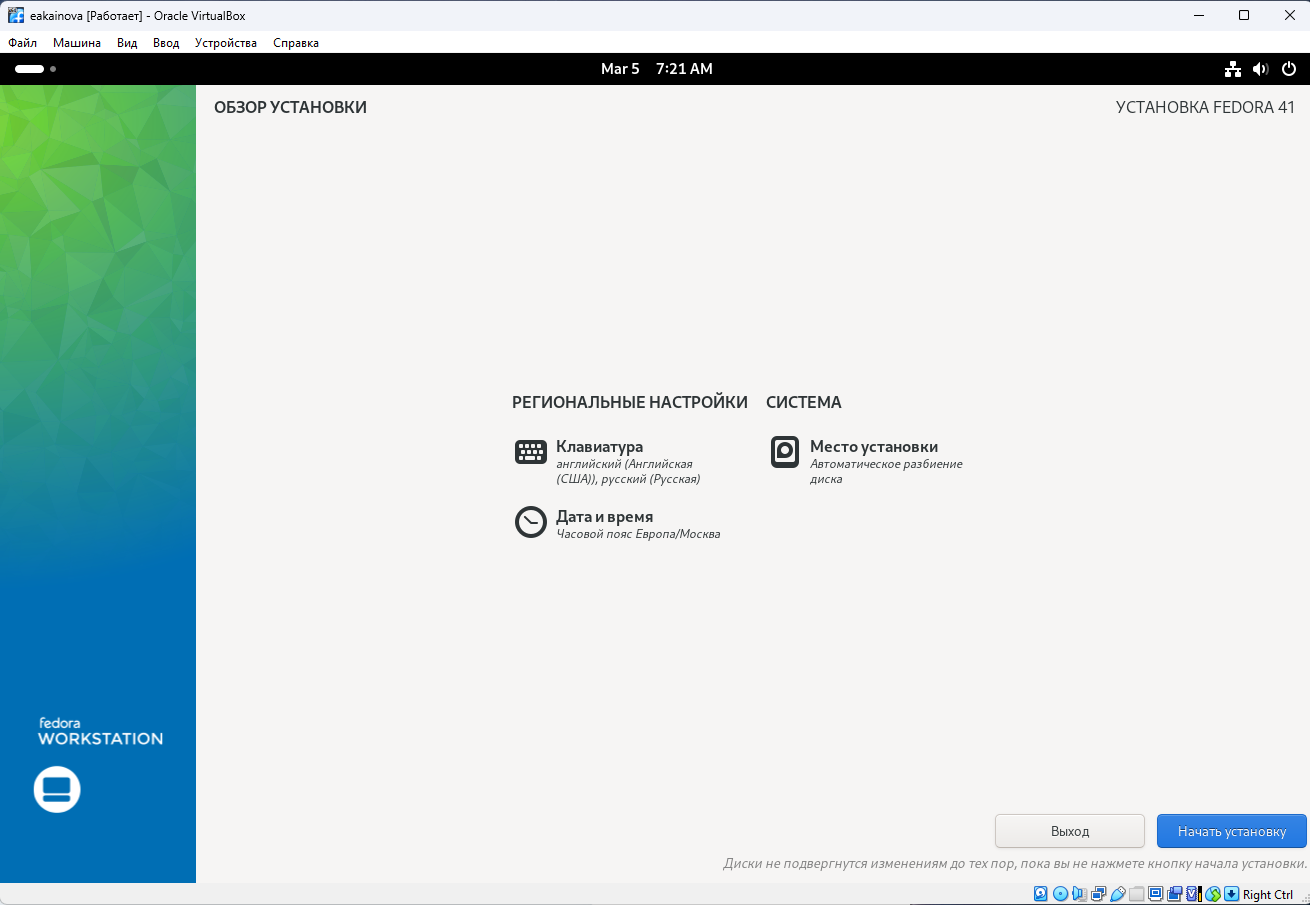 eakainova [Работает] - Oracle VirtualBox
Файл Машина Вид Ввод Устройства Справка
Mar 5 7:21 AM
ОБЗОР УСТАНОВКИ
УСТАНОВКА FEDORA 41
РЕГИОНАЛЬНЫЕ НАСТРОЙКИ
Клавиатура
английский (Английская
(США)), русский (Русская)
Дата и время
Часовой пояс Европа/Москва
СИСТЕМА
Место установки
Автоматическое разбиение
диска
fedora
WORKSTATION
Выход
Начать установку
Диски не подвергнутся изменениям до тех пор, пока вы не нажмете кнопку начала установки.
Right Ctrl